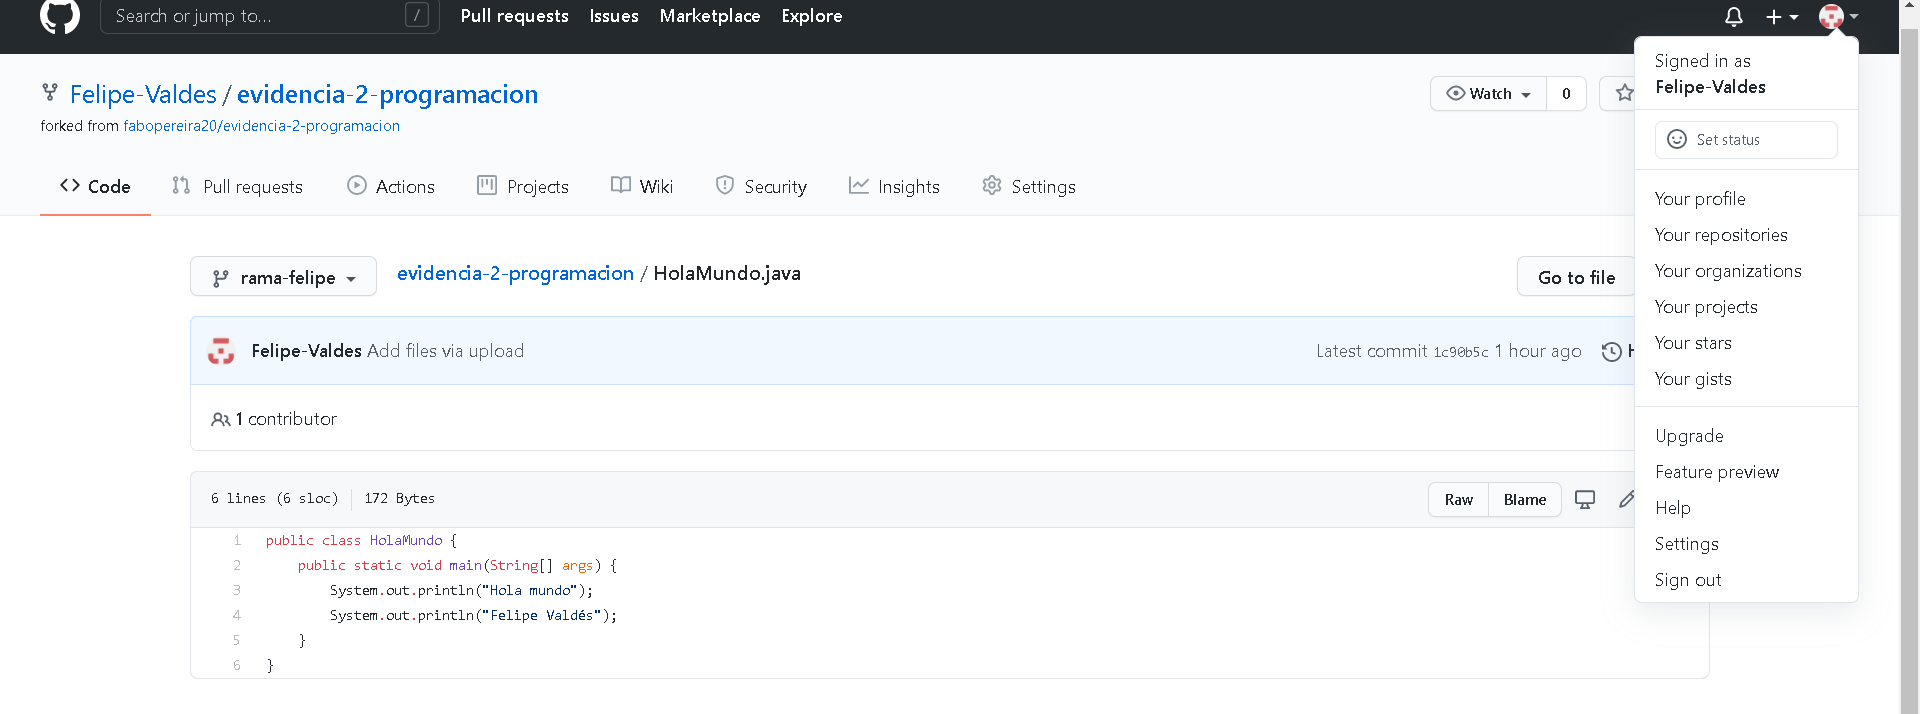 Search or jump to...
/
Pull requests Issues Marketplace Explore
Signed in as
Felipe-Valdes
Set status
Your profile
Your repositories
Your organizations
Your projects
Your stars
Your gists
Upgrade
Feature preview
Help
Settings
Sign out
Felipe-Valdes / evidencia-2-programacion
forked from fabopereira20/evidencia-2-programacion
Watch 0
Code Pull requests Actions Projects Wiki Security Insights Settings
rama-felipe evidencia-2-programacion / HolaMundo.java
Go to file
Felipe-Valdes Add files via upload
Latest commit 1c90b5c 1 hour ago
1 contributor
6 lines (6 sloc) 172 Bytes
Raw Blame
1 public class HolaMundo {
2 public static void main(String[] args) {
3 System.out.println("Hola mundo");
4 System.out.println("Felipe Valdés");
5 }
6 }